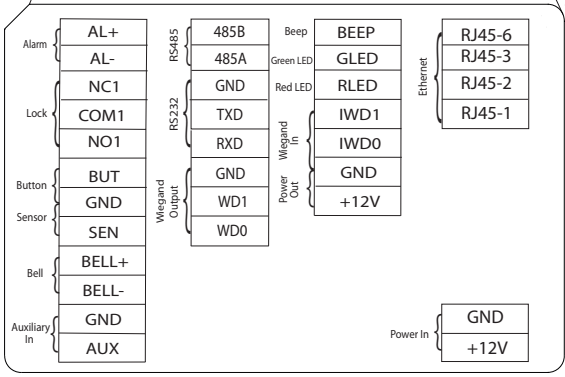 Alarm
AL+
AL-
Lock
NC1
COM1
NO1
Button
Sensor
BUT
GND
SEN
Bell
BELL+
BELL-
Auxiliary
In
GND
AUX
RS485
485B
485A
RS232
GND
TXD
RXD
Wiegand
Output
GND
WD1
WD0
Beep
BEEP
Green LED
GLED
Red LED
RLED
Wiegand
In
IWD1
IWD0
Power
Out
GND
+12V
Ethernet
RJ45-6
RJ45-3
RJ45-2
RJ45-1
Power In
GND
+12V